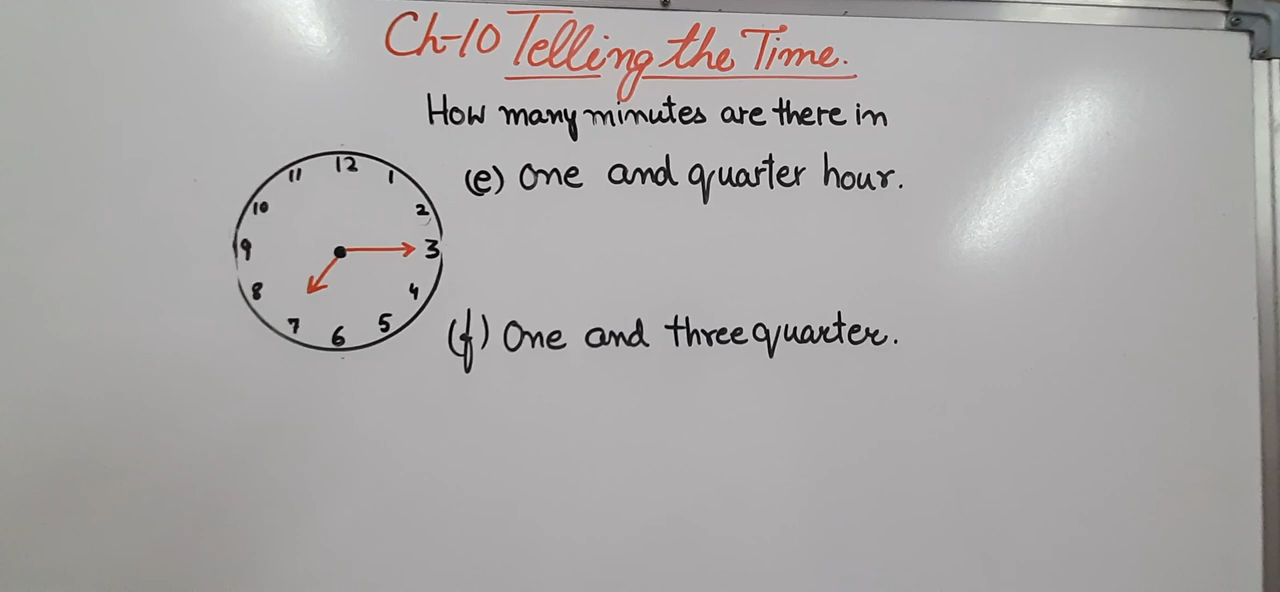 Ch-10 Telling the Time.
How many minutes are there in
(e) One and quarter hour.
(f) One and three quarter.
12
11 1
10 2
9 3
8 4
7 5
6